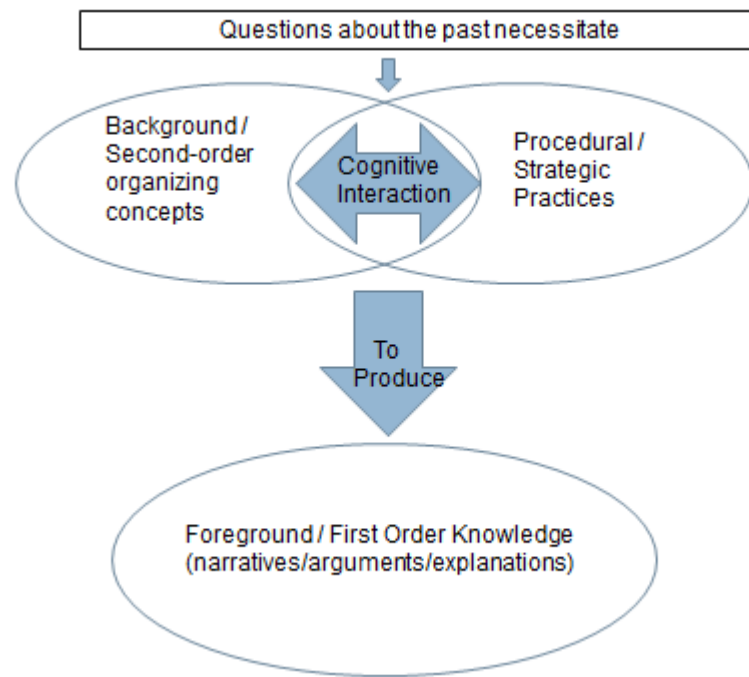 Questions about the past necessitate
Background /
Second-order
organizing
concepts
Cognitive
Interaction
Procedural /
Strategic
Practices
To
Produce
Foreground / First Order Knowledge
(narratives/arguments/explanations)